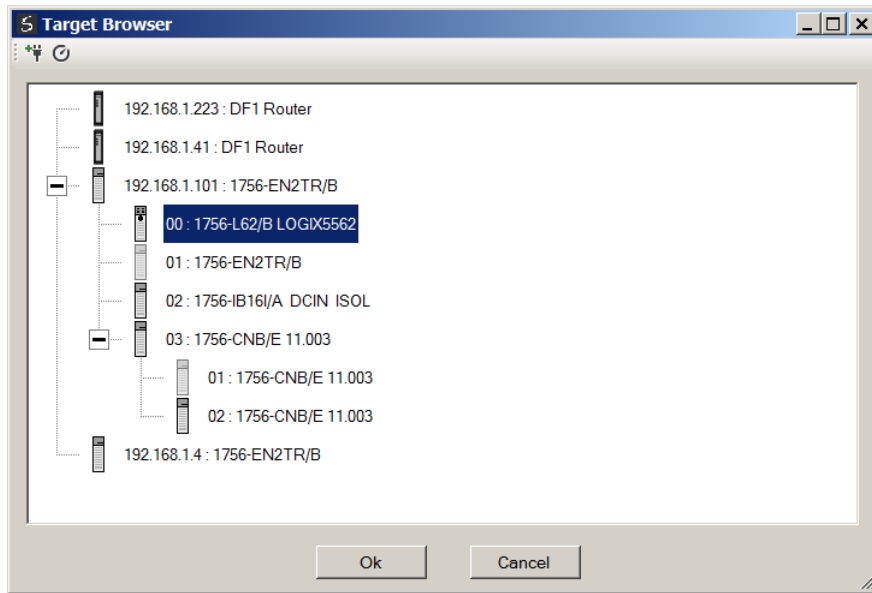 Target Browser
192.168.1.223 : DF1 Router
192.168.1.41 : DF1 Router
192.168.1.101 : 1756-EN2TR/B
00 : 1756-L62/B LOGIX5562
01 : 1756-EN2TR/B
02 : 1756-IB16I/A DCIN ISOL
03 : 1756-CNB/E 11.003
01 : 1756-CNB/E 11.003
02 : 1756-CNB/E 11.003
192.168.1.4 : 1756-EN2TR/B
Ok Cancel